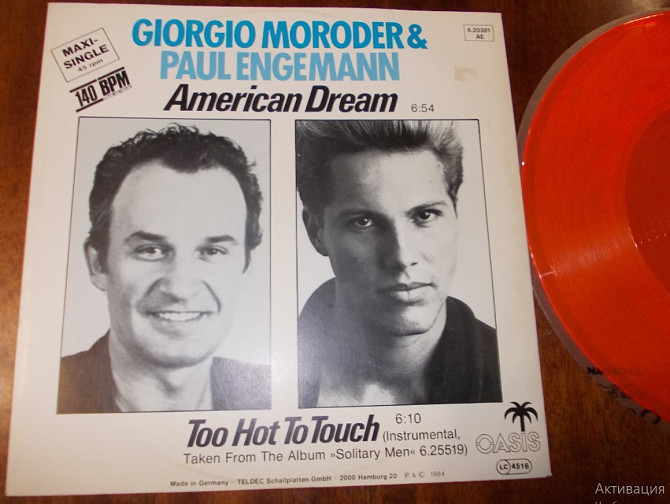 GIORGIO MORODER &
6.20381
AE
MAXI-
SINGLE
45 rpm
PAUL ENGEMANN
140 BPM
American Dream 6:54
Too Hot To Touch 6:10
(Instrumental,
Taken From The Album »Solitary Men« 6.25519)
OASIS
LC 4516
Made in Germany · TELDEC Schallplatten GmbH · 2000 Hamburg 20 P & C 1984
Активация